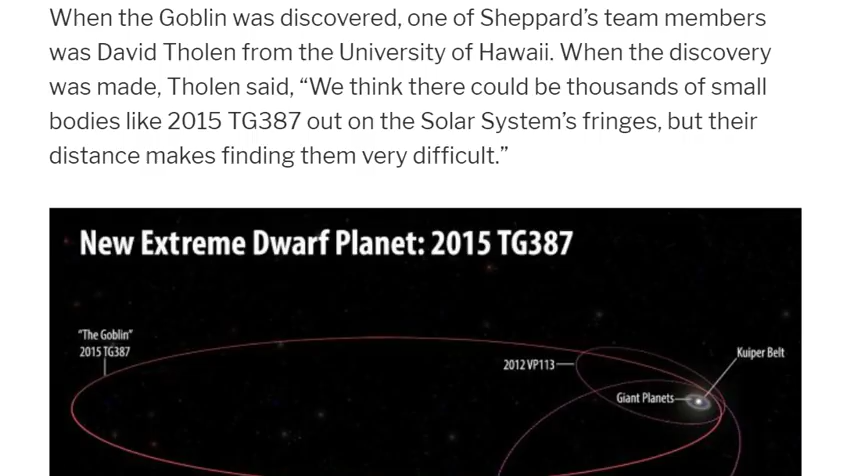 When the Goblin was discovered, one of Sheppard’s team members
was David Tholen from the University of Hawaii. When the discovery
was made, Tholen said, “We think there could be thousands of small
bodies like 2015 TG387 out on the Solar System’s fringes, but their
distance makes finding them very difficult.”
New Extreme Dwarf Planet: 2015 TG387
“The Goblin”
2015 TG387
2012 VP113
Kuiper Belt
Giant Planets